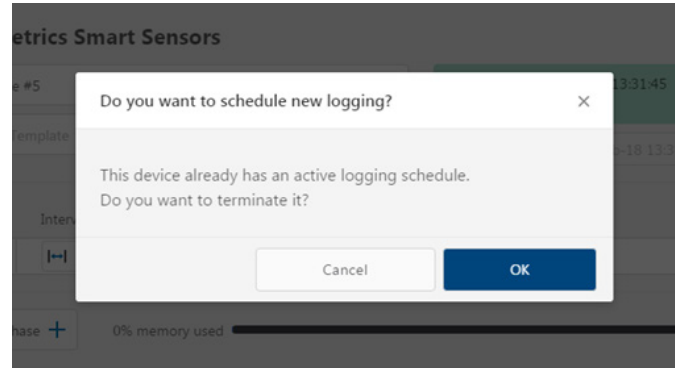 etrics Smart Sensors
e #5
13:31:45
Do you want to schedule new logging?
Template
-18 13:3
This device already has an active logging schedule.
Do you want to terminate it?
Interv
Cancel
OK
hase
0% memory used